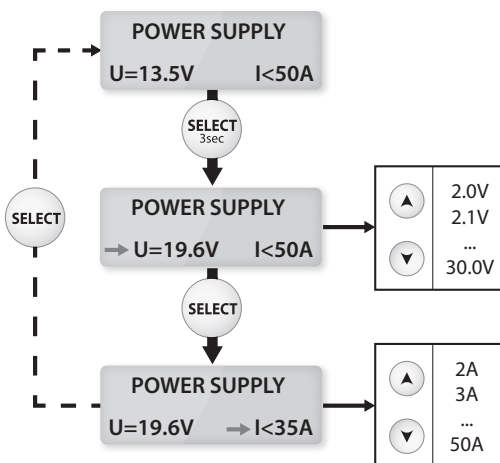 POWER SUPPLY
U=13.5V I<50A
SELECT
3sec
SELECT
POWER SUPPLY
U=19.6V I<50A
2.0V
2.1V
...
30.0V
SELECT
POWER SUPPLY
U=19.6V I<35A
2A
3A
...
50A